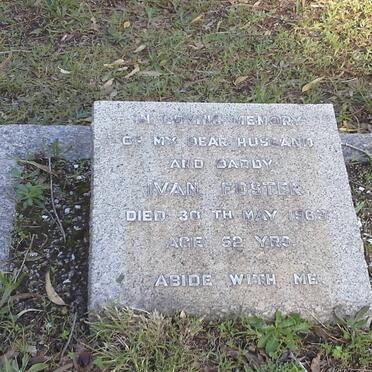 IN LOVING MEMORY
OF MY DEAR HUSBAND
AND DADDY
IVAN FOSTER
DIED 30TH MAY
AGE 52 YRS.
ABIDE WITH ME